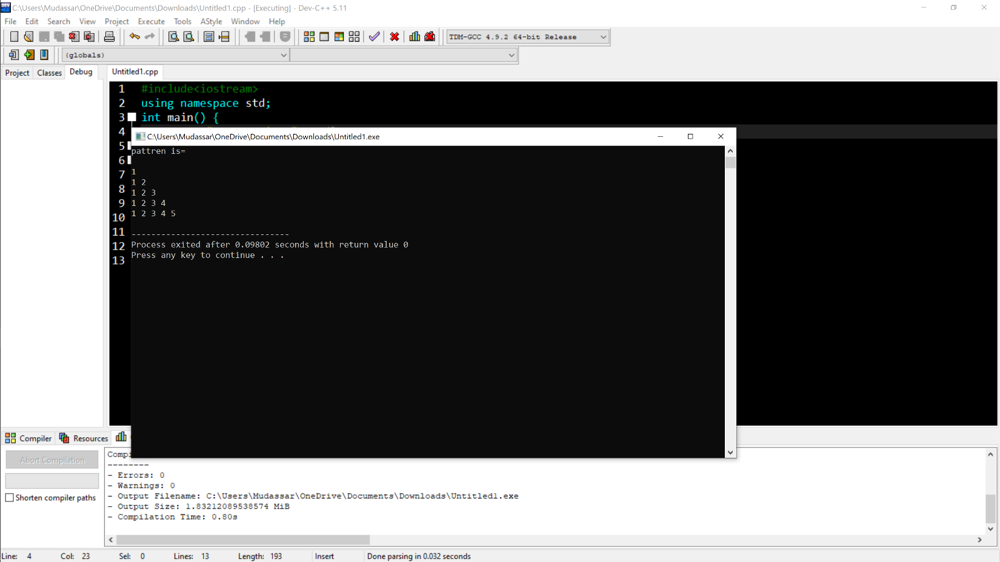 C:\Users\Mudassar\OneDrive\Documents\Downloads\Untitled1.cpp - [Executing] - Dev-C++ 5.11
File Edit Search View Project Execute Tools AStyle Window Help
TDM-GCC 4.9.2 64-bit Release
(globals)
Project Classes Debug Untitled1.cpp
1 #include<iostream>
2 using namespace std;
3 int main() {
4
5
6
7
8
9
10
11
12
13
C:\Users\Mudassar\OneDrive\Documents\Downloads\Untitled1.exe
pattren is=
1
1 2
1 2 3
1 2 3 4
1 2 3 4 5
--------------------------------
Process exited after 0.09802 seconds with return value 0
Press any key to continue . . .
Compiler Resources
Abort Compilation
Shorten compiler paths
--------
- Errors: 0
- Warnings: 0
- Output Filename: C:\Users\Mudassar\OneDrive\Documents\Downloads\Untitled1.exe
- Output Size: 1.83212089538574 MiB
- Compilation Time: 0.80s
Line: 4 Col: 23 Sel: 0 Lines: 13 Length: 193 Insert Done parsing in 0.032 seconds